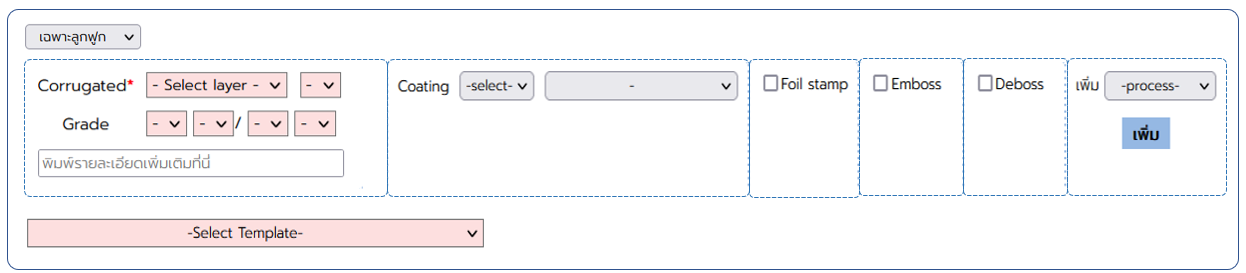 เฉพาะลูกฟูก
Corrugated* - Select layer - - Coating -select- - Foil stamp Emboss Deboss เพิ่ม -process-
Grade - - / - - เพิ่ม
พิมพ์รายละเอียดเพิ่มเติมที่นี่
-Select Template-